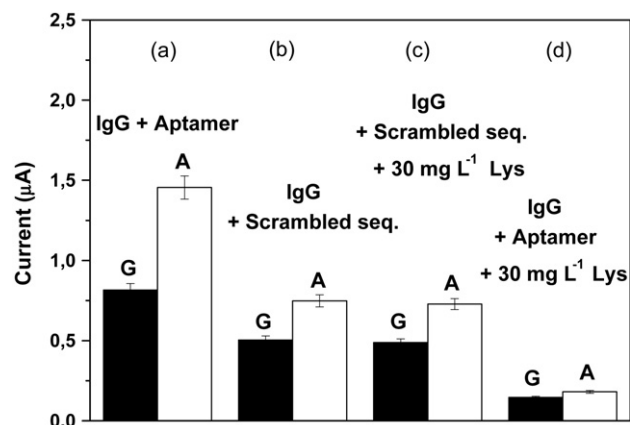 2,5
2,0
1,5
1,0
0,5
0,0
Current (µA)
(a)
(b)
(c)
(d)
IgG + Aptamer
IgG
+ Scrambled seq.
IgG
+ Scrambled seq.
+ 30 mg L⁻¹ Lys
IgG
+ Aptamer
+ 30 mg L⁻¹ Lys
G
A
G
A
G
A
G
A